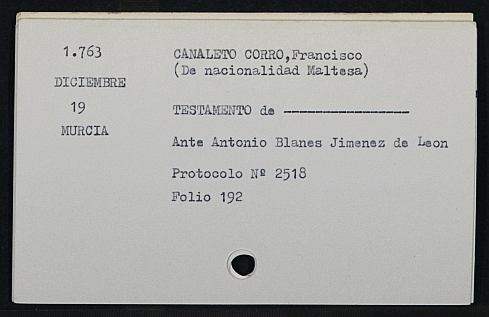 1.763
DICIEMBRE
19
MURCIA
CANALETO CORRO,Francisco
(De nacionalidad Maltesa)
TESTAMENTO de ----------------
Ante Antonio Blanes Jimenez de Leon
Protocolo Nº 2518
Folio 192